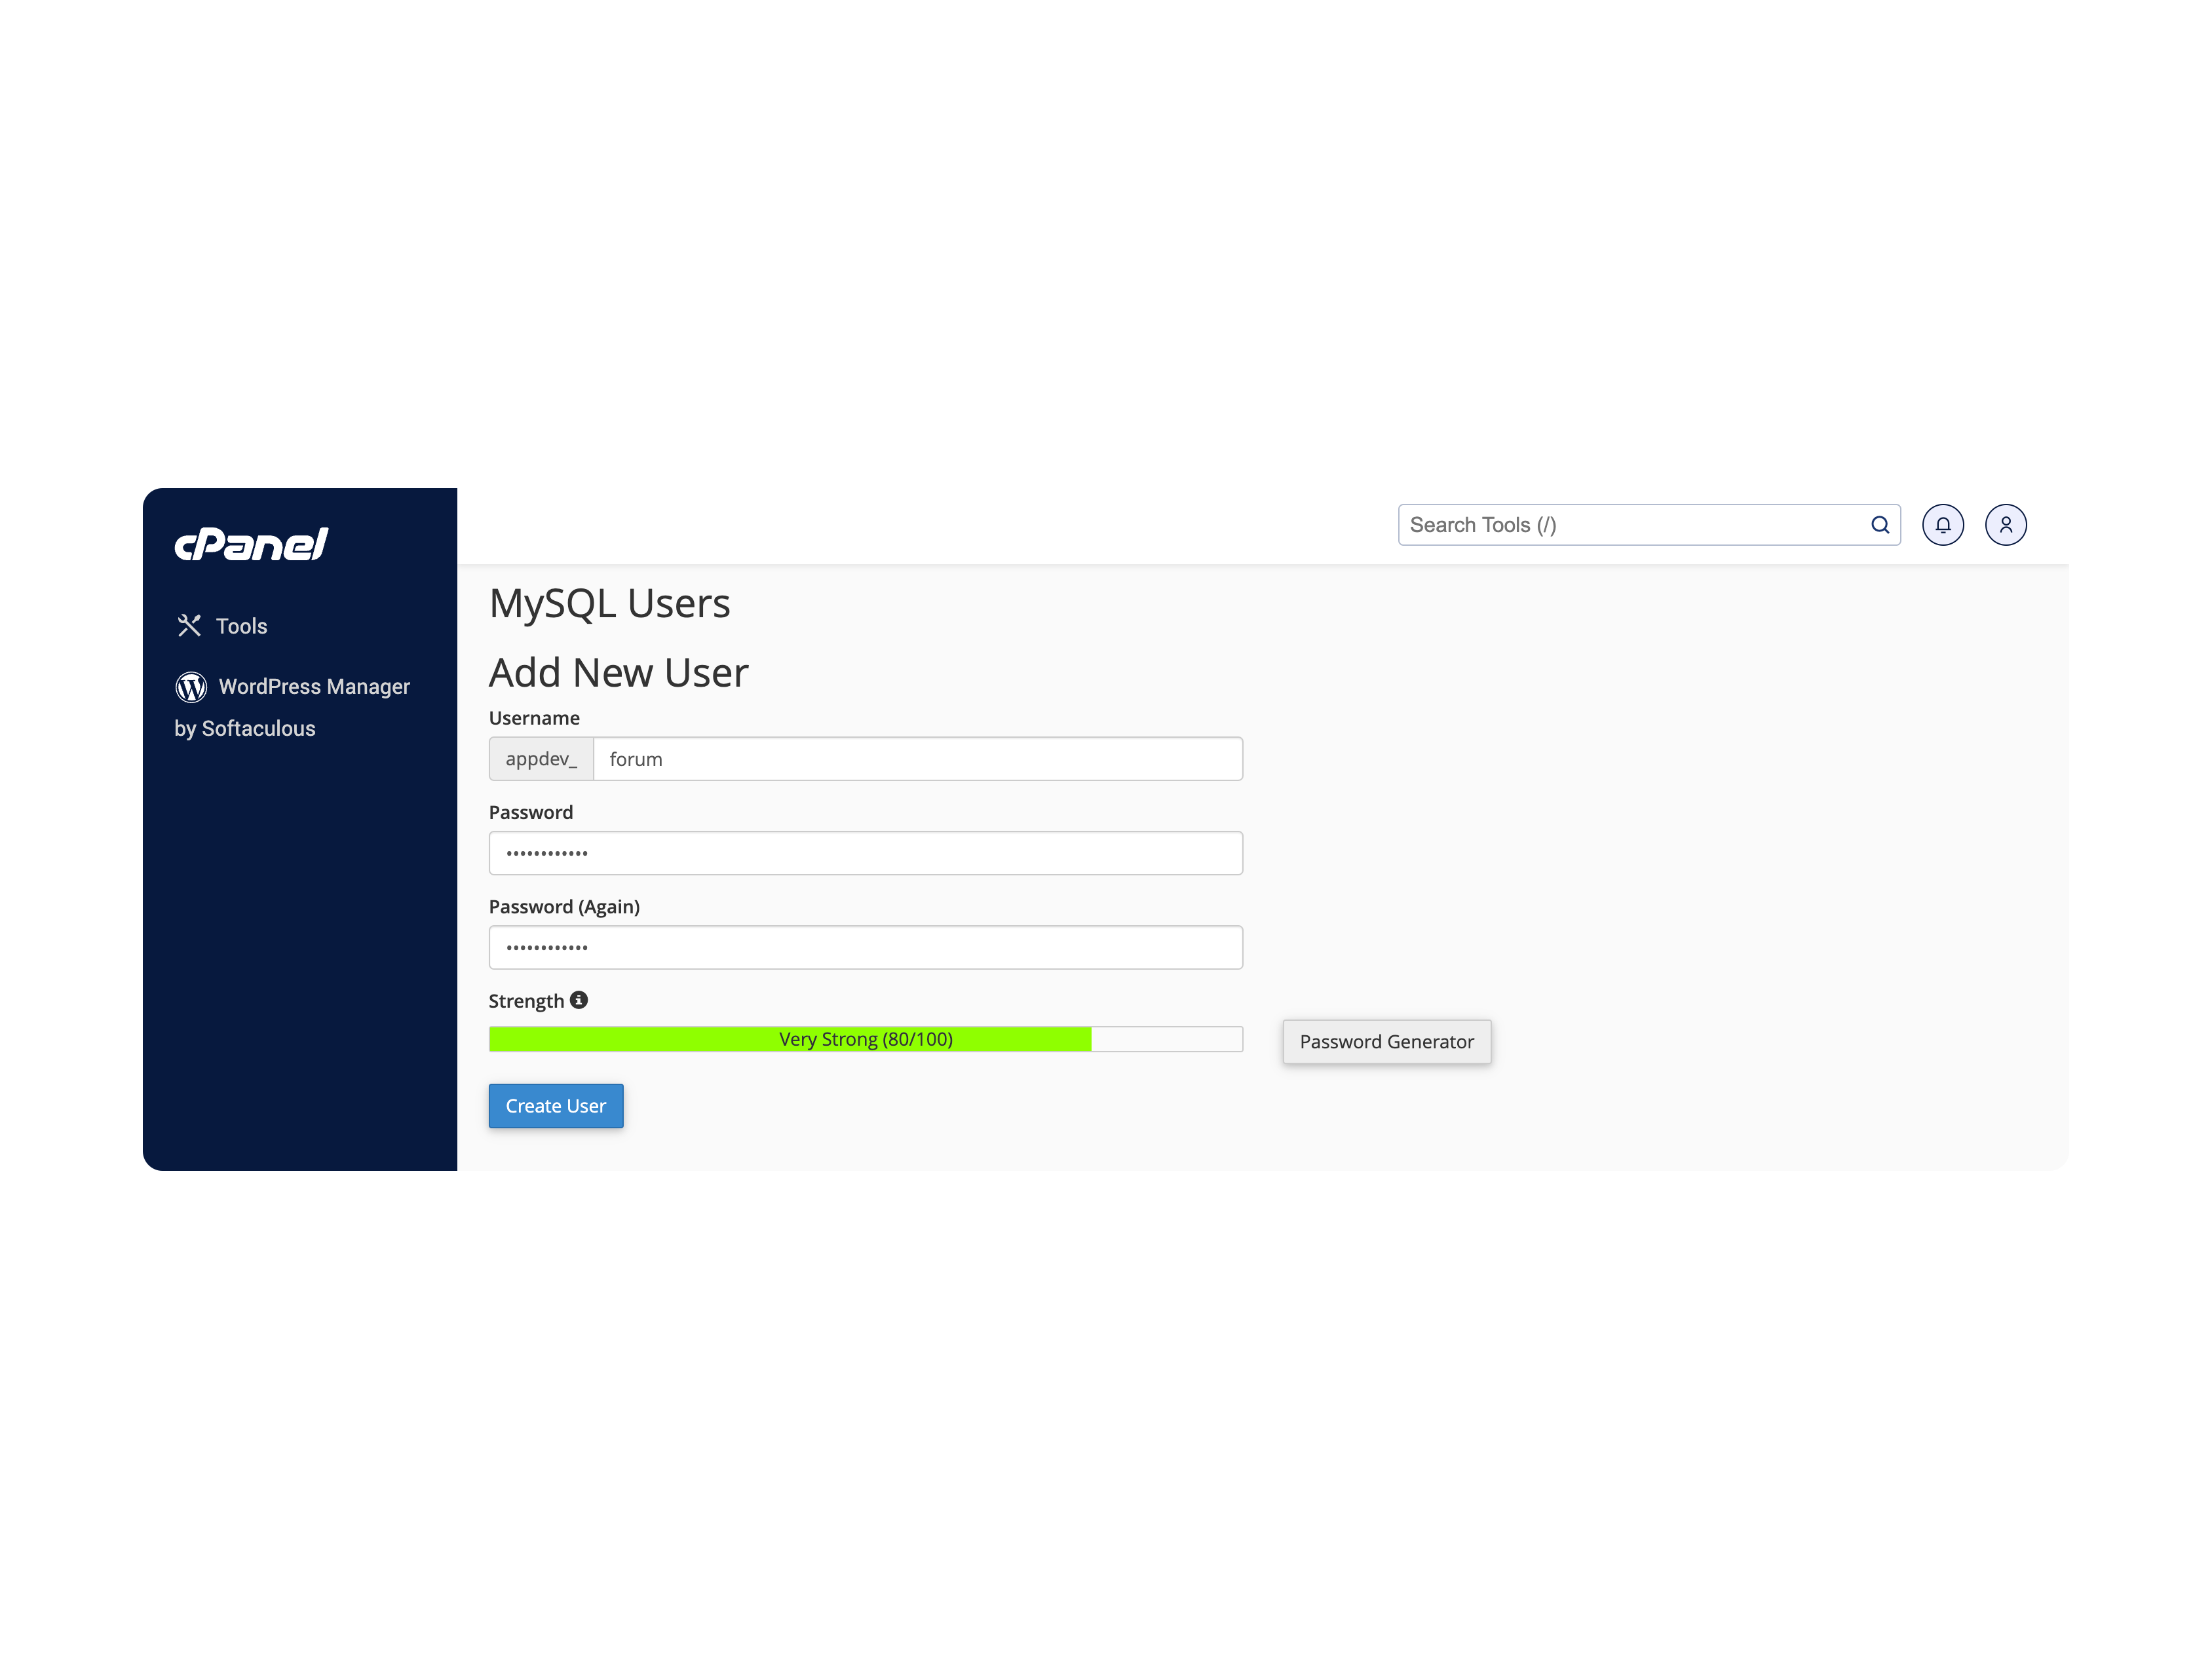 cPanel
Search Tools (/)
Tools
WordPress Manager
by Softaculous
MySQL Users
Add New User
Username
appdev_ forum
Password
••••••••••••
Password (Again)
••••••••••••
Strength
Very Strong (80/100)
Password Generator
Create User